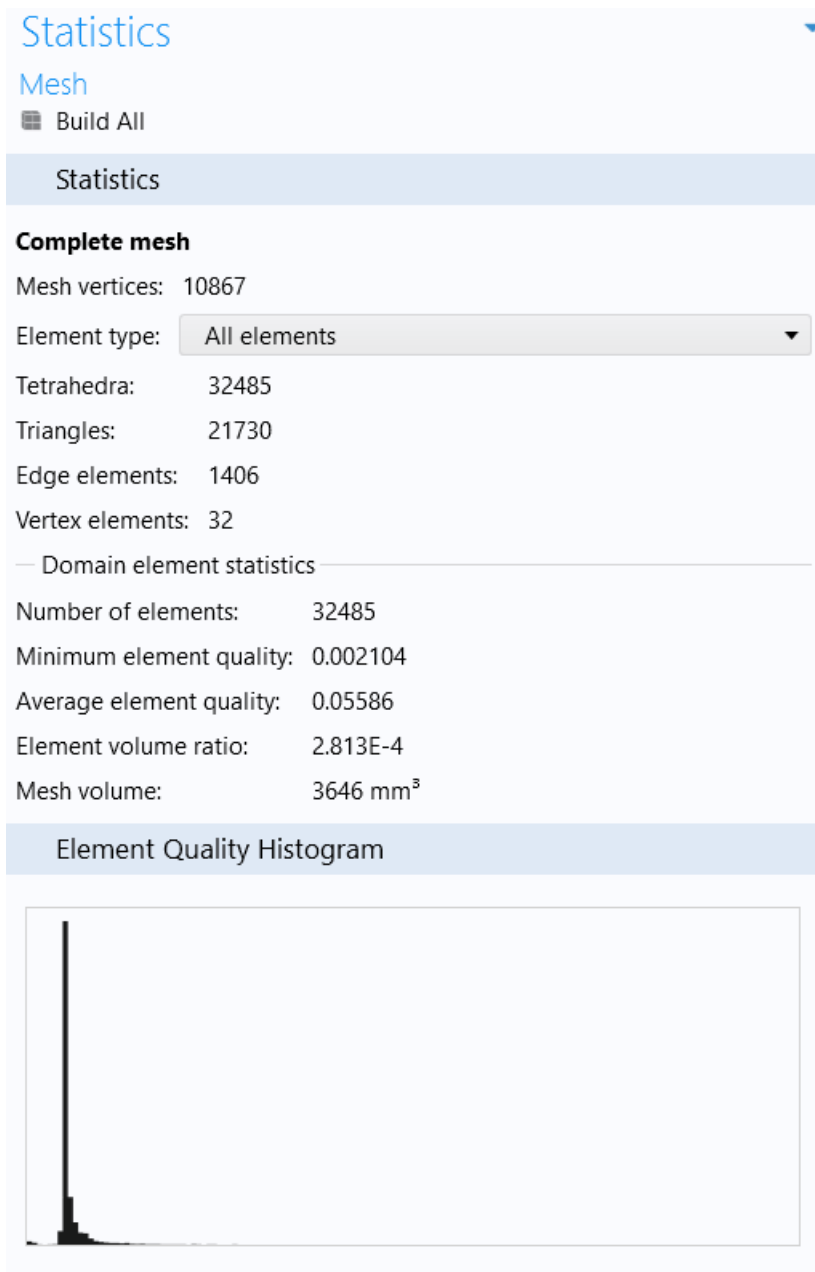 Statistics
Mesh
Build All
Statistics
Complete mesh
Mesh vertices: 10867
Element type: All elements
Tetrahedra: 32485
Triangles: 21730
Edge elements: 1406
Vertex elements: 32
Domain element statistics
Number of elements: 32485
Minimum element quality: 0.002104
Average element quality: 0.05586
Element volume ratio: 2.813E-4
Mesh volume: 3646 mm³
Element Quality Histogram